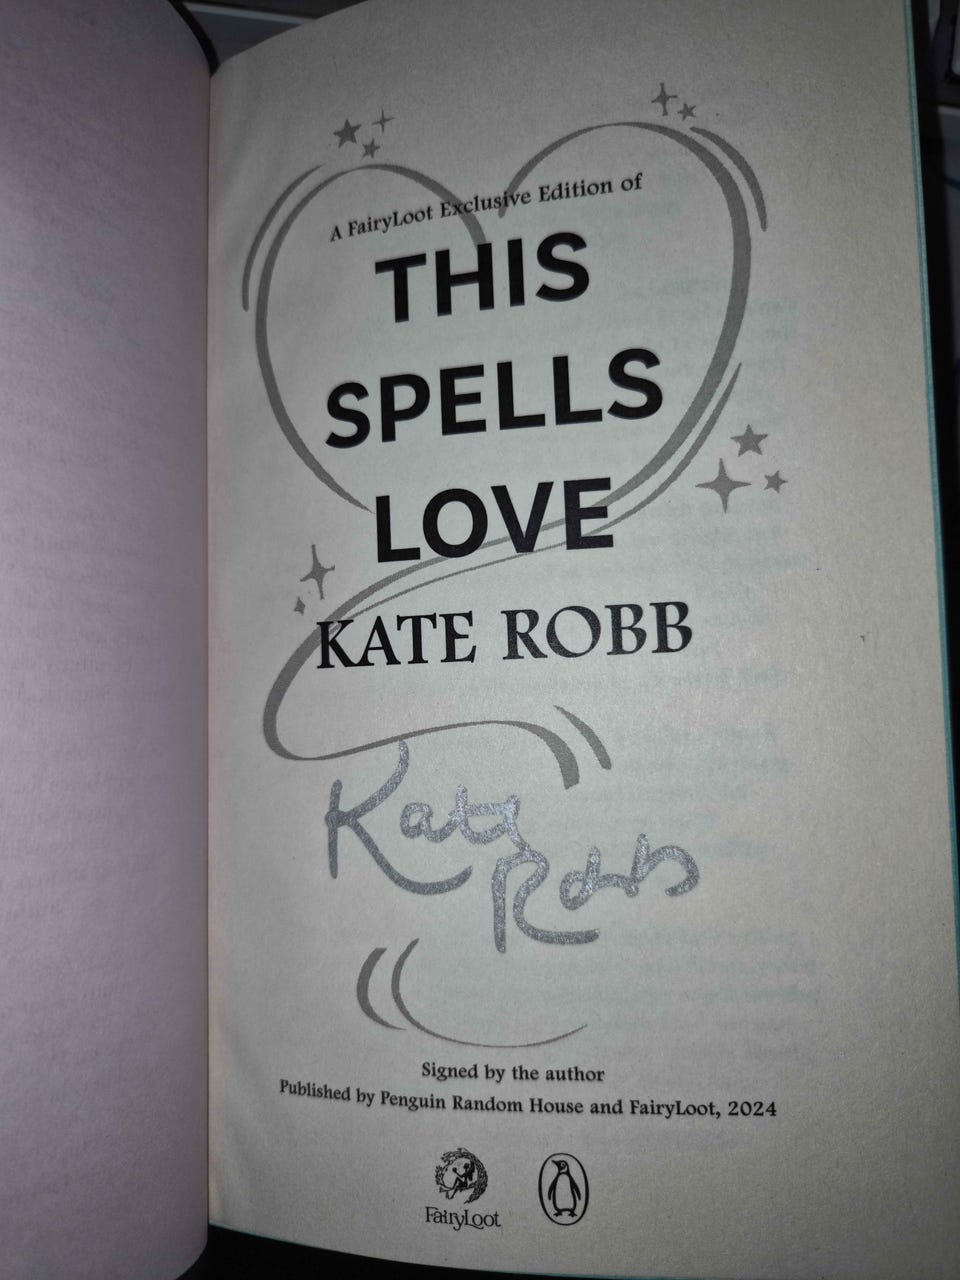 A FairyLoot Exclusive Edition of
THIS
SPELLS
LOVE
KATE ROBB
Kate
Robb
Signed by the author
Published by Penguin Random House and FairyLoot, 2024
FairyLoot